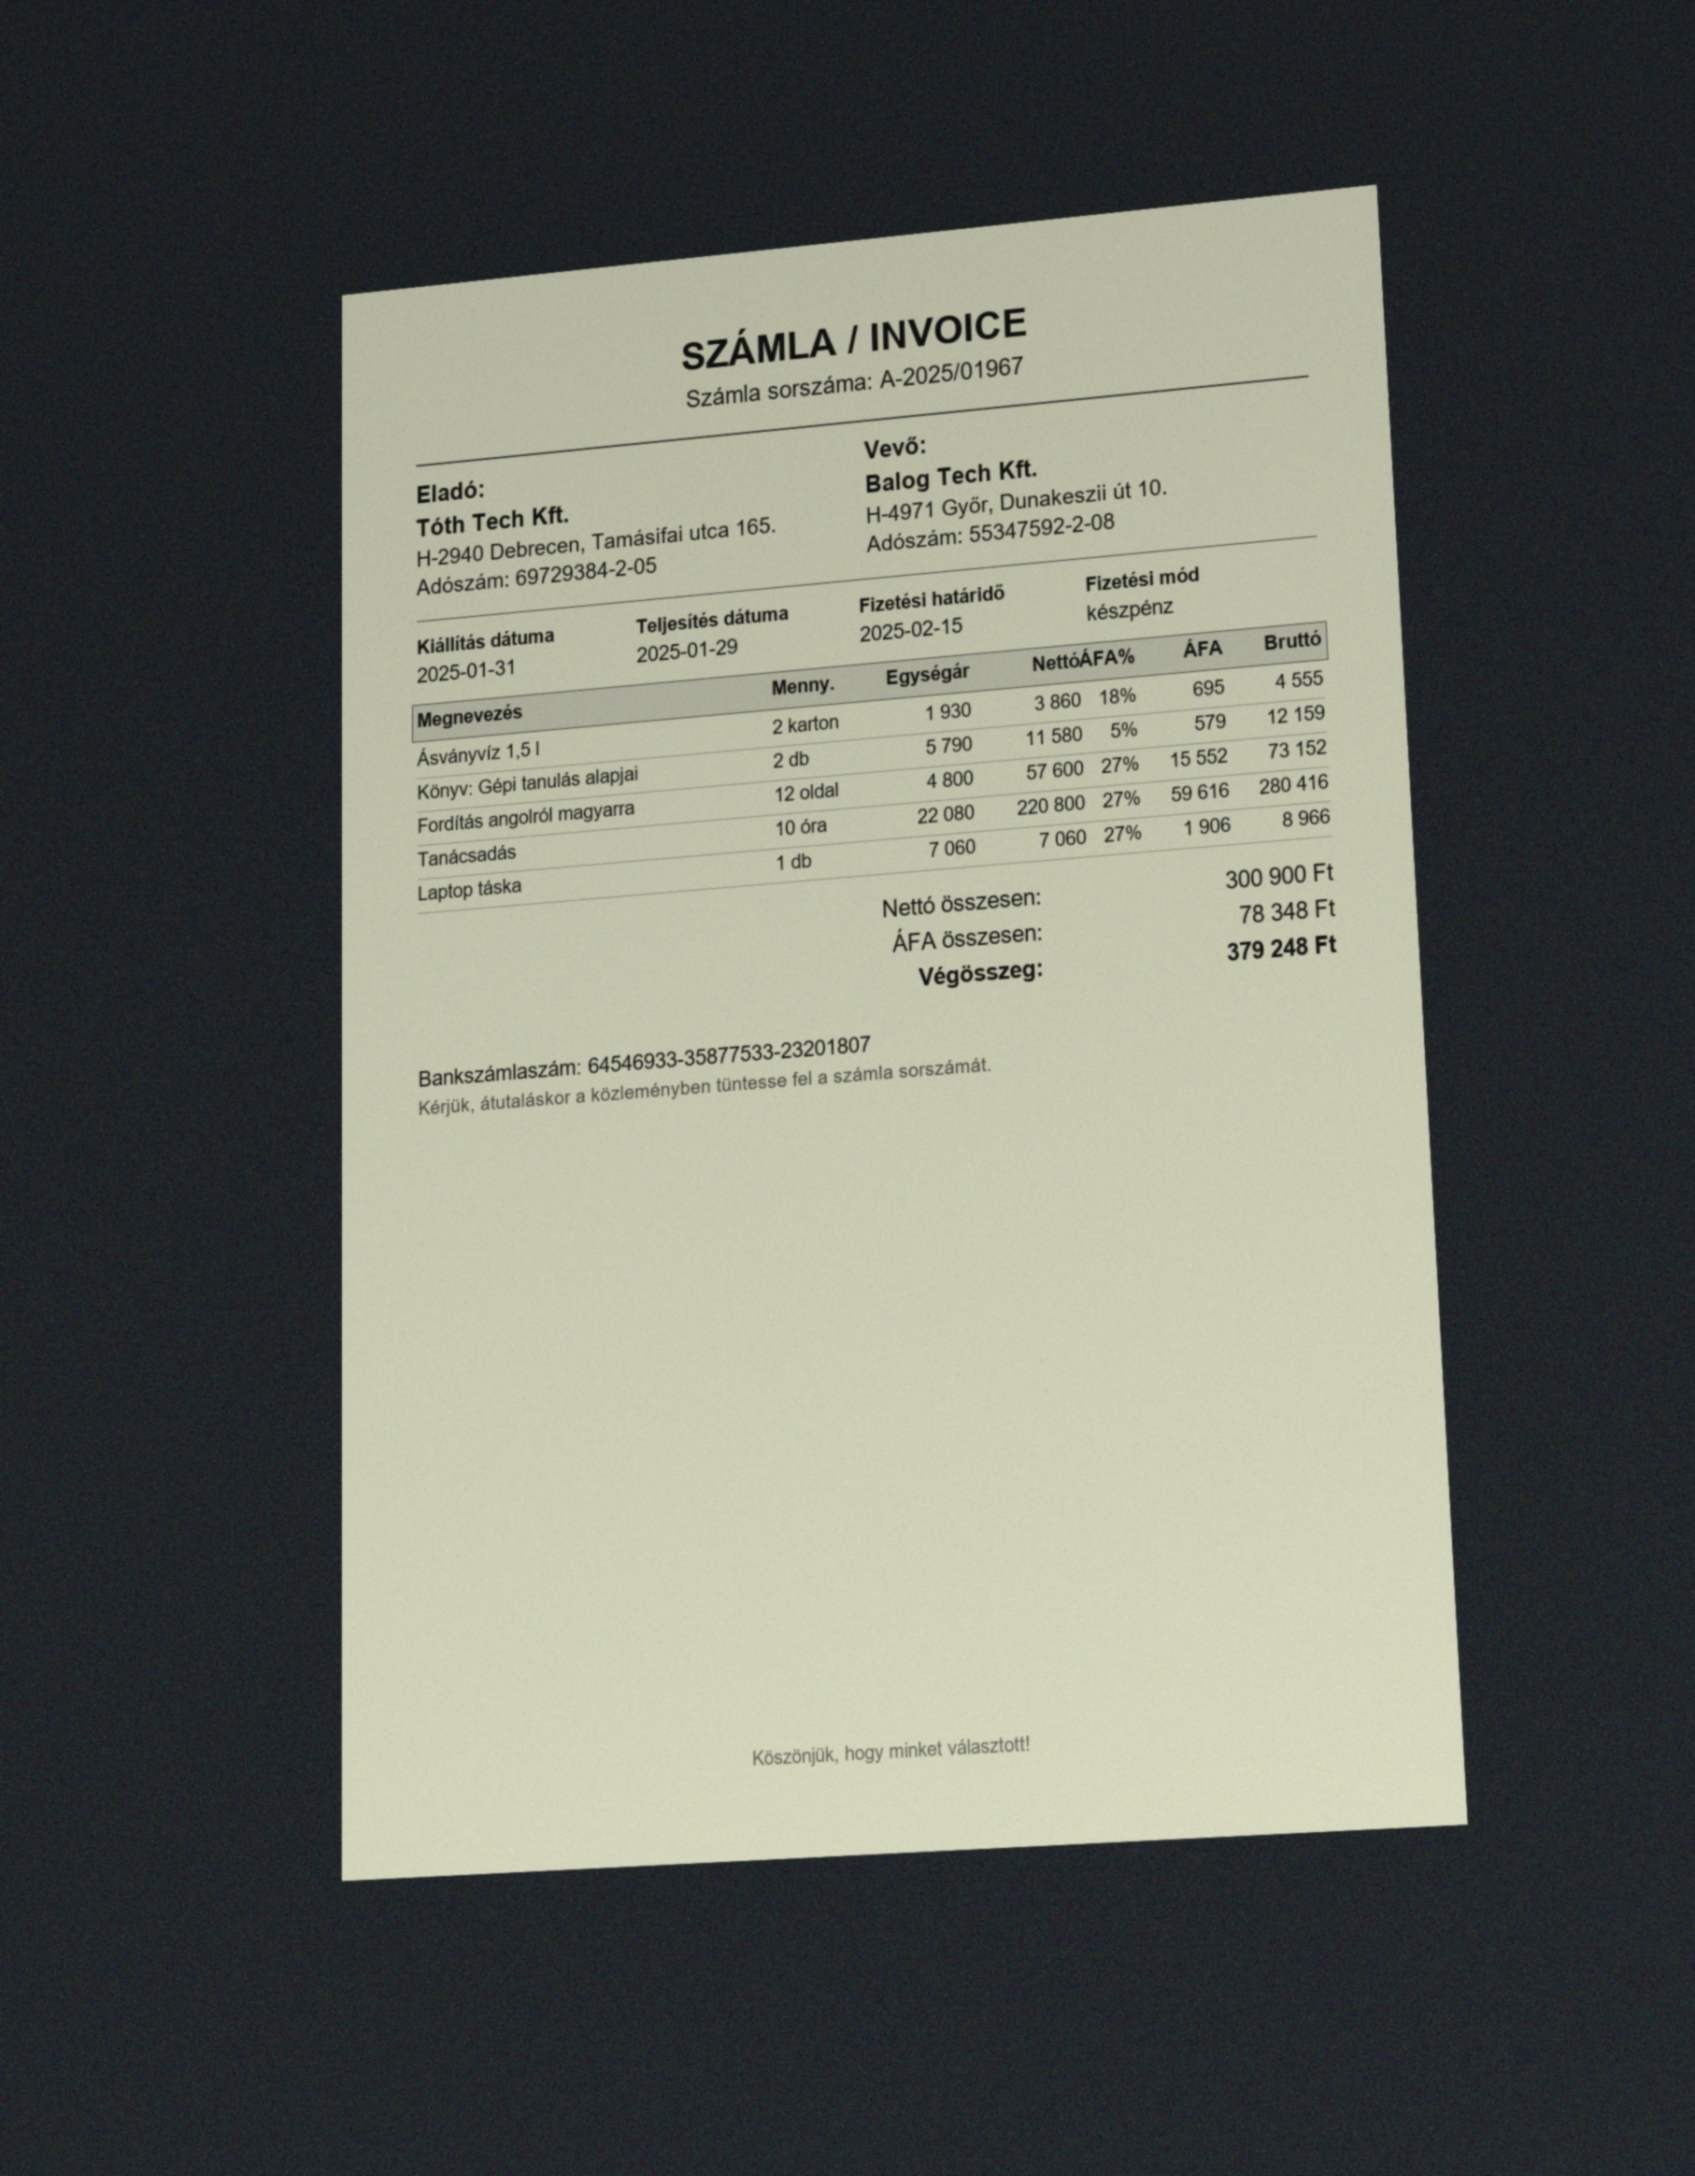 SZÁMLA / INVOICE
Számla sorszáma: A-2025/01967
Eladó:
Tóth Tech Kft.
H-2940 Debrecen, Tamásifai utca 165.
Adószám: 69729384-2-05
Vevő:
Balog Tech Kft.
H-4971 Győr, Dunakeszii út 10.
Adószám: 55347592-2-08
Kiállítás dátuma Teljesítés dátuma Fizetési határidő Fizetési mód
2025-01-31 2025-01-29 2025-02-15 készpénz
Megnevezés Menny. Egységár Nettó ÁFA% ÁFA Bruttó
Ásványvíz 1,5 l 2 karton 1 930 3 860 18% 695 4 555
Könyv: Gépi tanulás alapjai 2 db 5 790 11 580 5% 579 12 159
Fordítás angolról magyarra 12 oldal 4 800 57 600 27% 15 552 73 152
Tanácsadás 10 óra 22 080 220 800 27% 59 616 280 416
Laptop táska 1 db 7 060 7 060 27% 1 906 8 966
Nettó összesen: 300 900 Ft
ÁFA összesen: 78 348 Ft
Végösszeg: 379 248 Ft
Bankszámlaszám: 64546933-35877533-23201807
Kérjük, átutaláskor a közleményben tüntesse fel a számla sorszámát.
Köszönjük, hogy minket választott!